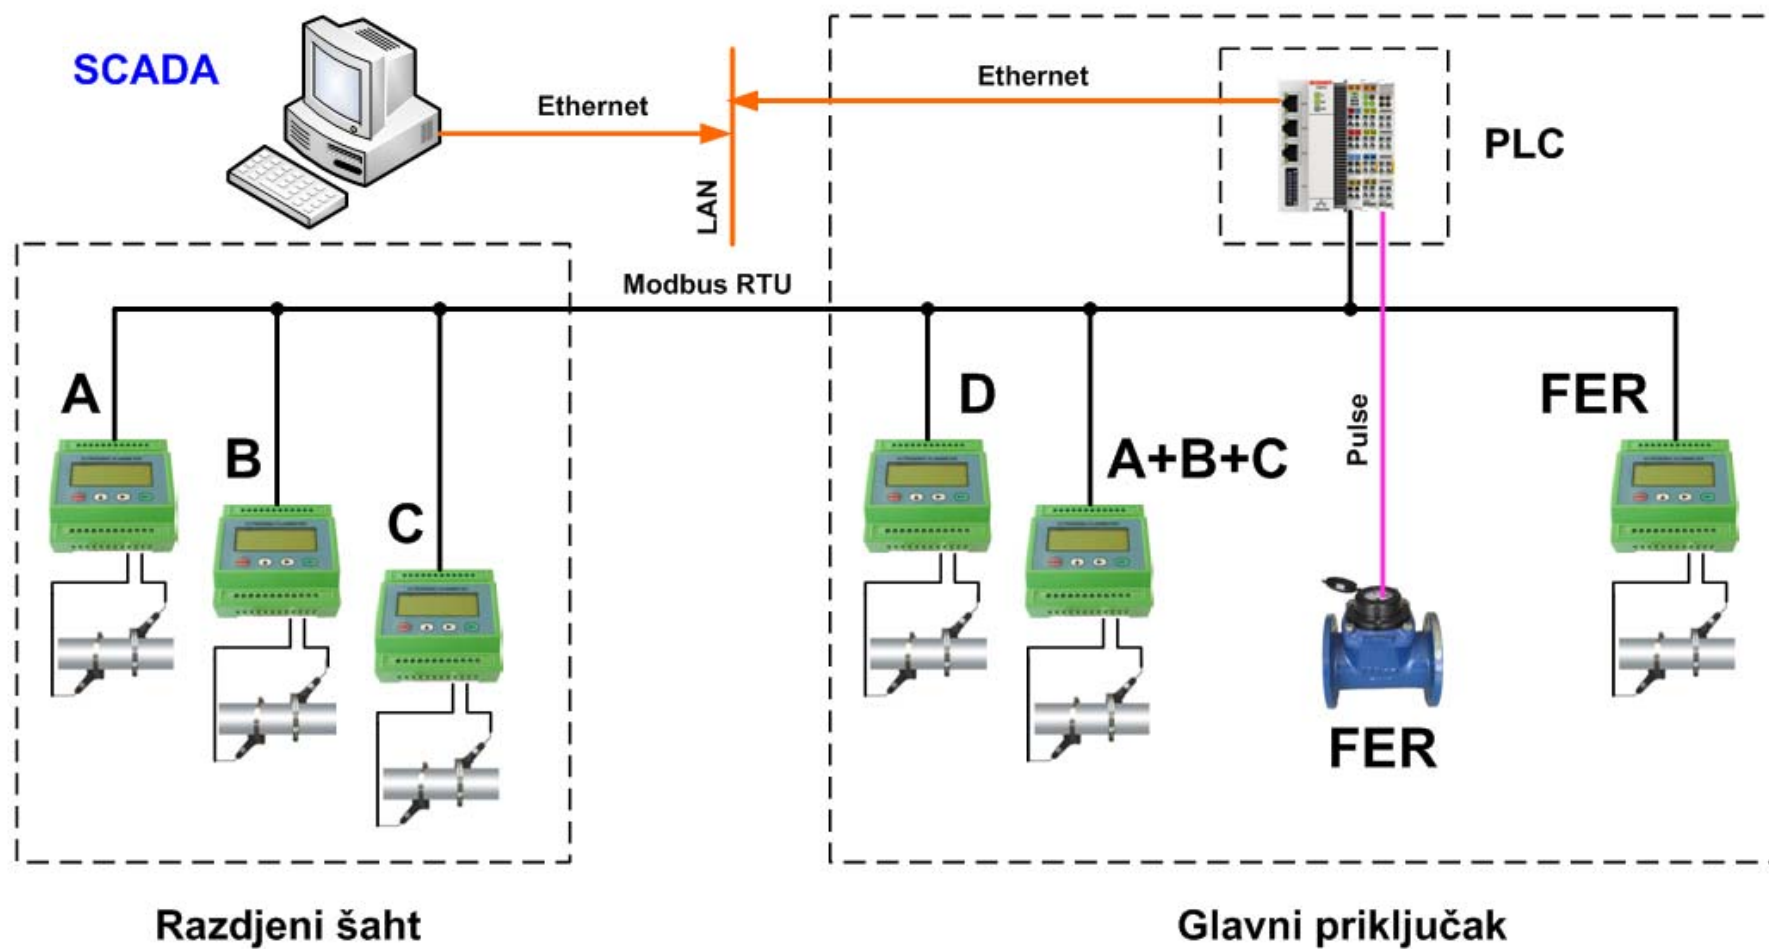 SCADA
Ethernet
Ethernet
PLC
LAN
Modbus RTU
A
B
C
D
A+B+C
Pulse
FER
FER
Razdjeni šaht
Glavni priključak